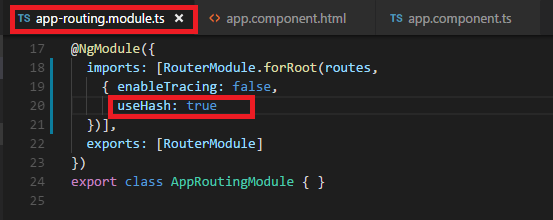 app-routing.module.ts × <> app.component.html TS app.component.ts
17 @NgModule({
18 imports: [RouterModule.forRoot(routes,
19 { enableTracing: false,
20 useHash: true
21 })],
22 exports: [RouterModule]
23 })
24 export class AppRoutingModule { }
25